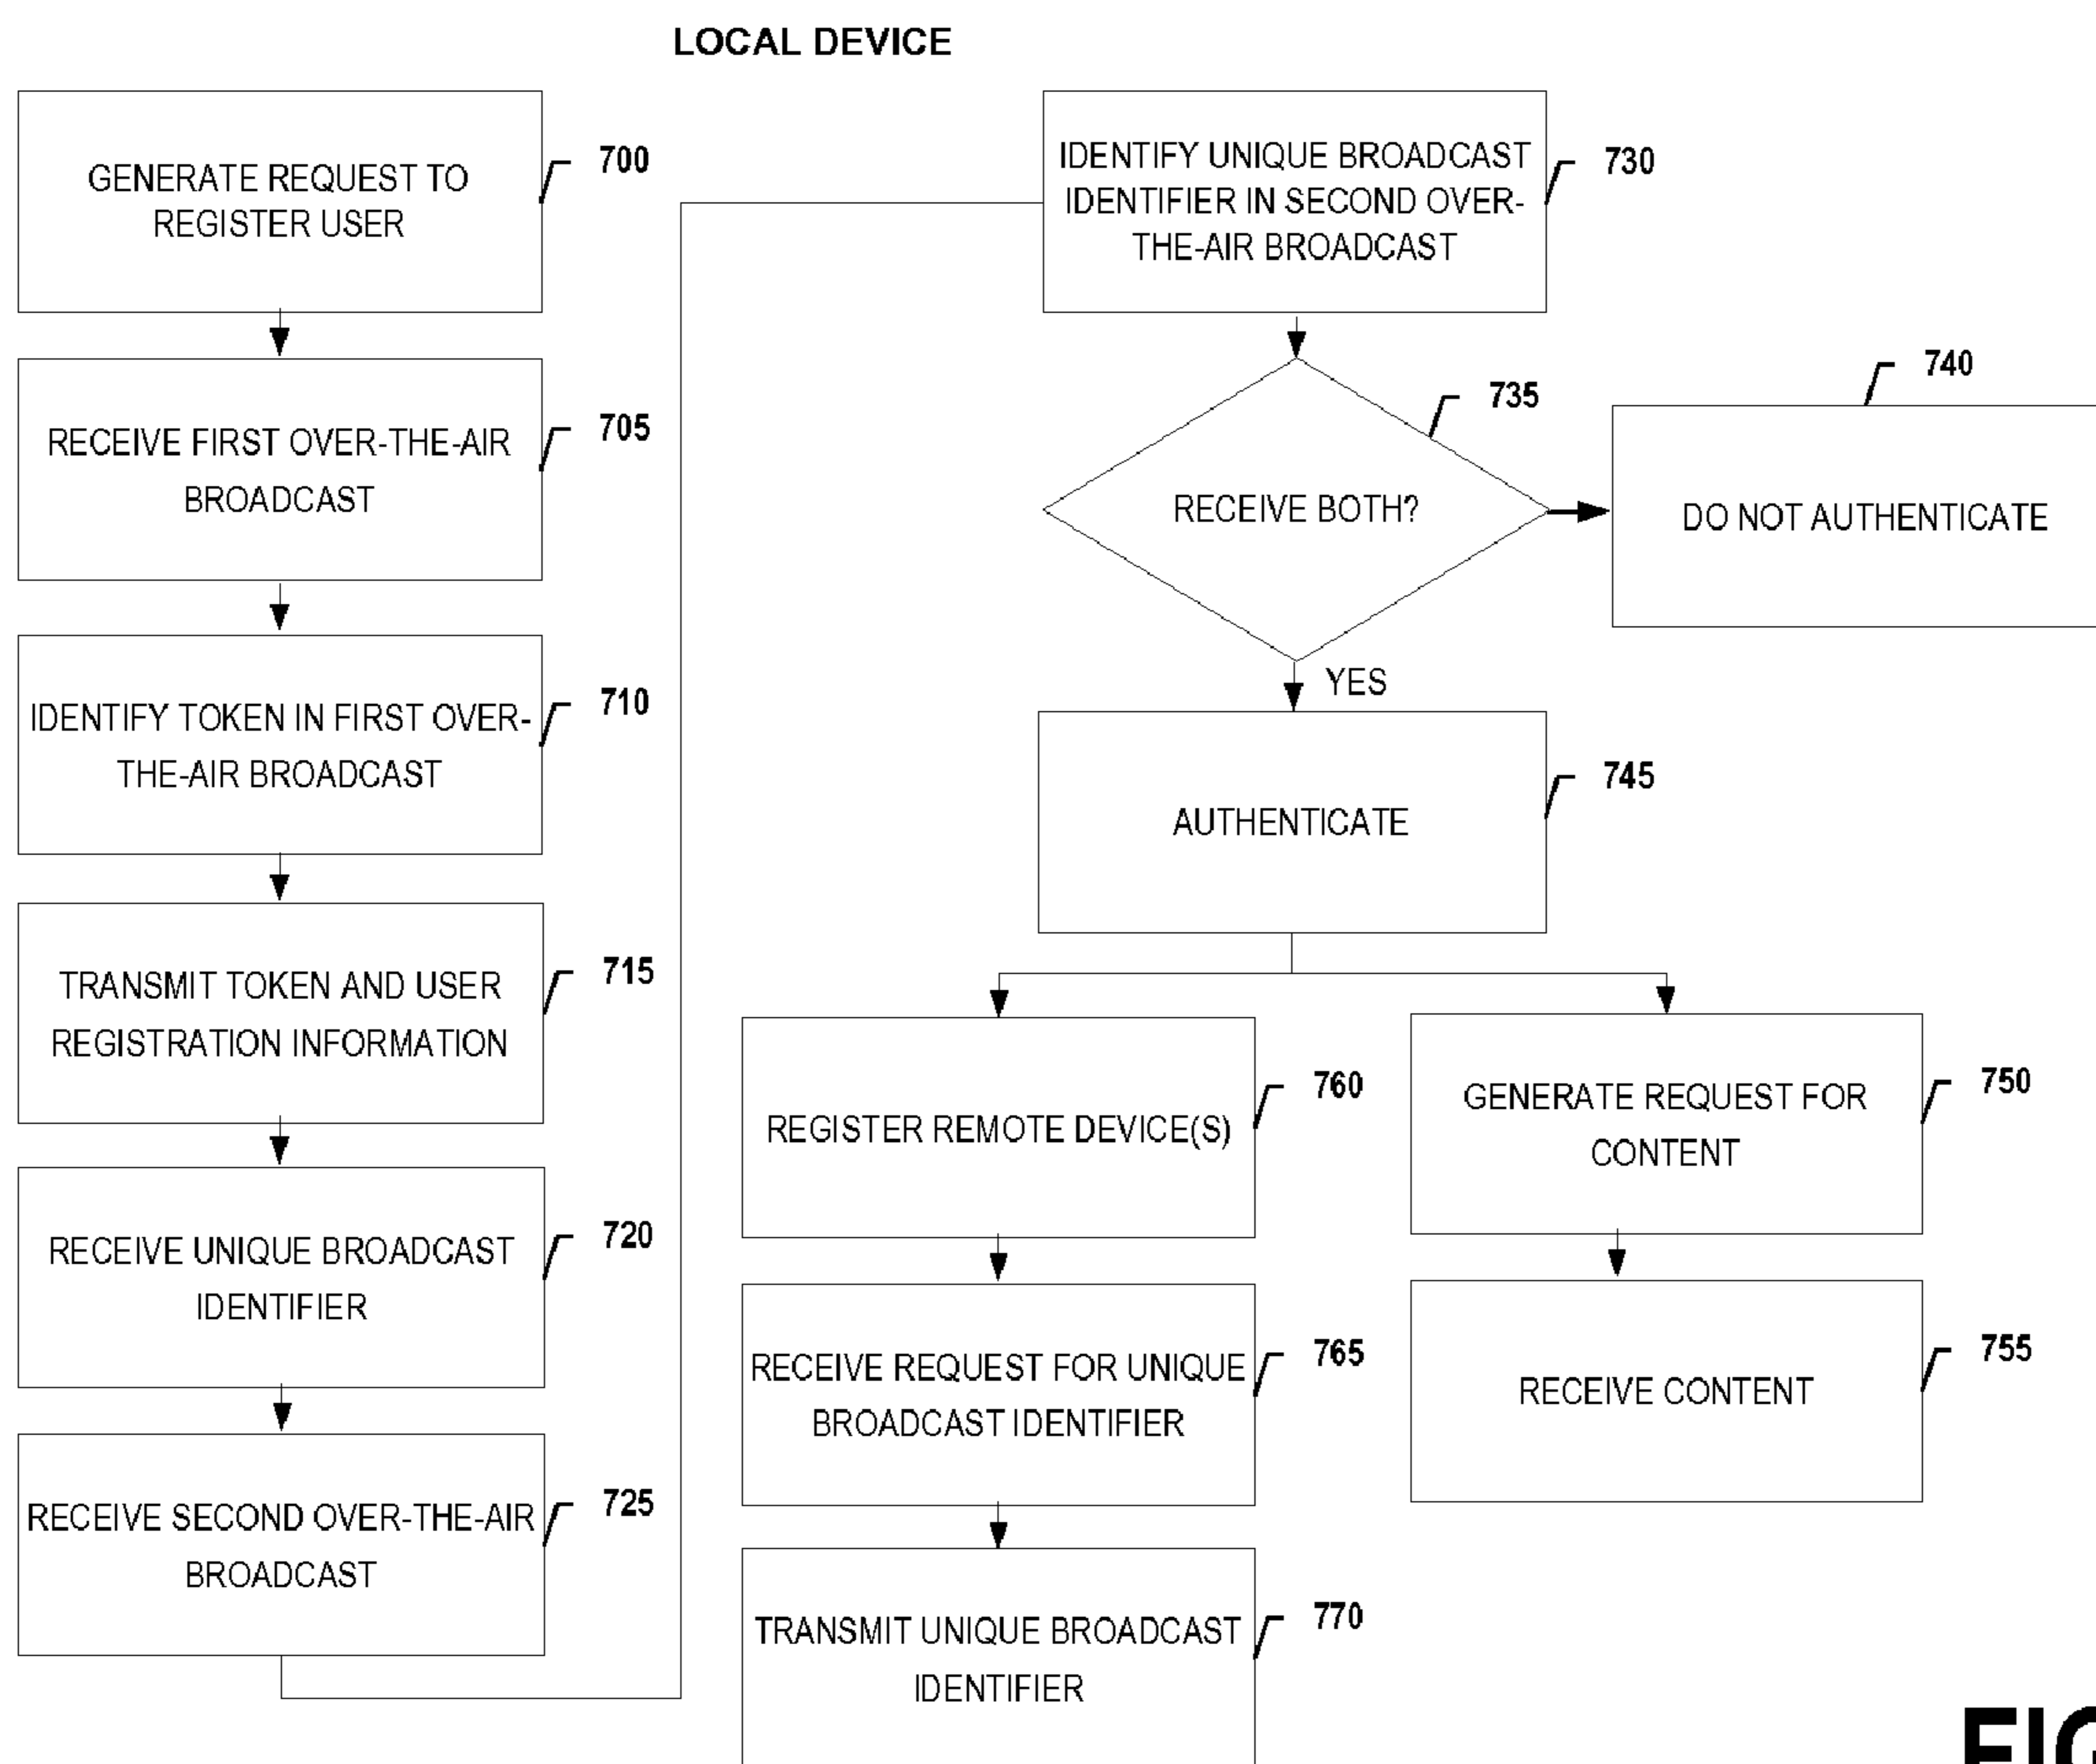 LOCAL DEVICE
GENERATE REQUEST TO
REGISTER USER
700
RECEIVE FIRST OVER-THE-AIR
BROADCAST
705
IDENTIFY TOKEN IN FIRST OVER-
THE-AIR BROADCAST
710
TRANSMIT TOKEN AND USER
REGISTRATION INFORMATION
715
RECEIVE UNIQUE BROADCAST
IDENTIFIER
720
RECEIVE SECOND OVER-THE-AIR
BROADCAST
725
IDENTIFY UNIQUE BROADCAST
IDENTIFIER IN SECOND OVER-
THE-AIR BROADCAST
730
RECEIVE BOTH?
735
DO NOT AUTHENTICATE
740
YES
AUTHENTICATE
745
REGISTER REMOTE DEVICE(S)
760
RECEIVE REQUEST FOR UNIQUE
BROADCAST IDENTIFIER
765
TRANSMIT UNIQUE BROADCAST
IDENTIFIER
770
GENERATE REQUEST FOR
CONTENT
750
RECEIVE CONTENT
755